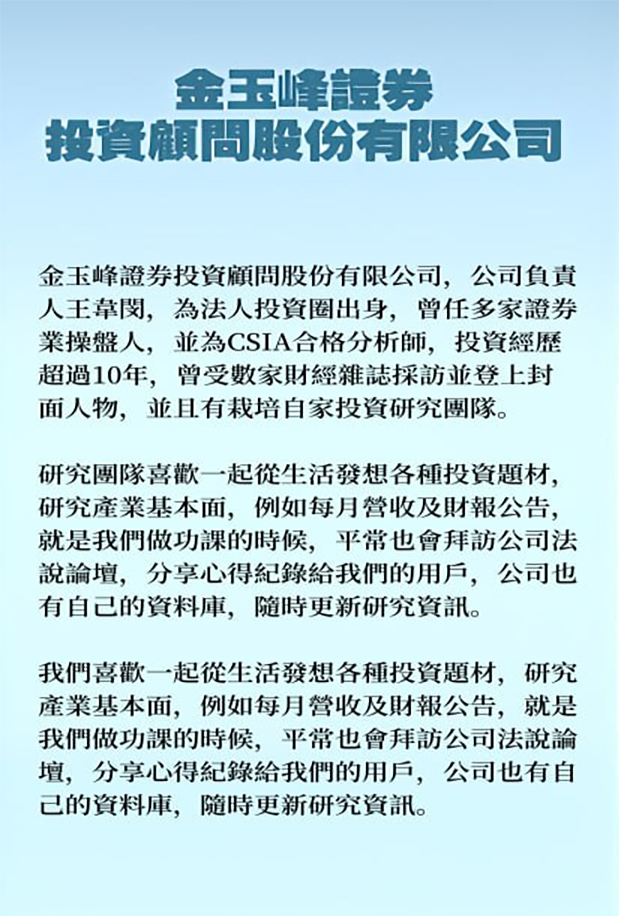 金玉峰證券
投資顧問股份有限公司
金玉峰證券投資顧問股份有限公司，公司負責
人王韋閔，為法人投資圈出身，曾任多家證券
業操盤人，並為CSIA合格分析師，投資經歷
超過10年，曾受數家財經雜誌採訪並登上封
面人物，並且有栽培自家投資研究團隊。
研究團隊喜歡一起從生活發想各種投資題材，
研究產業基本面，例如每月營收及財報公告，
就是我們做功課的時候，平常也會拜訪公司法
說論壇，分享心得紀錄給我們的用戶，公司也
有自己的資料庫，隨時更新研究資訊。
我們喜歡一起從生活發想各種投資題材，研究
產業基本面，例如每月營收及財報公告，就是
我們做功課的時候，平常也會拜訪公司法說論
壇，分享心得紀錄給我們的用戶，公司也有自
己的資料庫，隨時更新研究資訊。